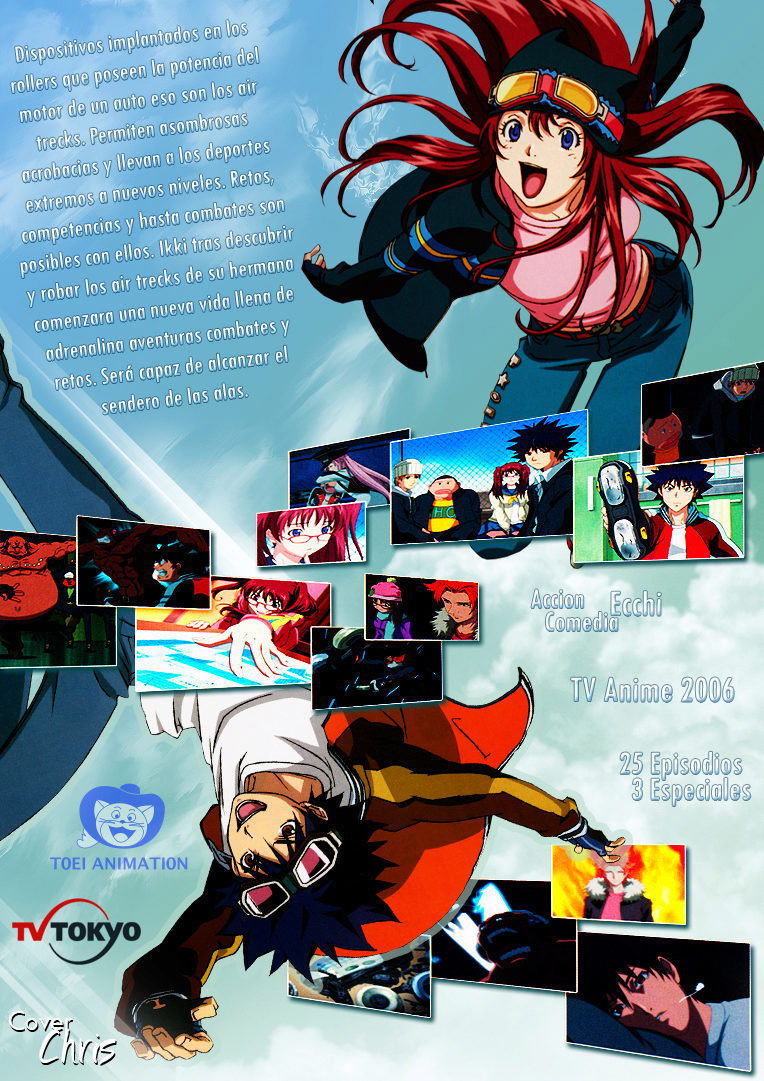 Dispositivos implantados en los
rollers que poseen la potencia del
motor de un auto eso son los air
trecks. Permiten asombrosas
acrobacias y llevan a los deportes
extremos a nuevos niveles. Retos,
competencias y hasta combates son
posibles con ellos. Ikki tras descubrir
y robar los air trecks de su hermana
comenzara una nueva vida llena de
adrenalina aventuras combates y
retos. Será capaz de alcanzar el
sendero de las alas.
Accion Ecchi
Comedia
TV Anime 2006
25 Episodios
3 Especiales
TOEI ANIMATION
TV TOKYO
Cover
Chris